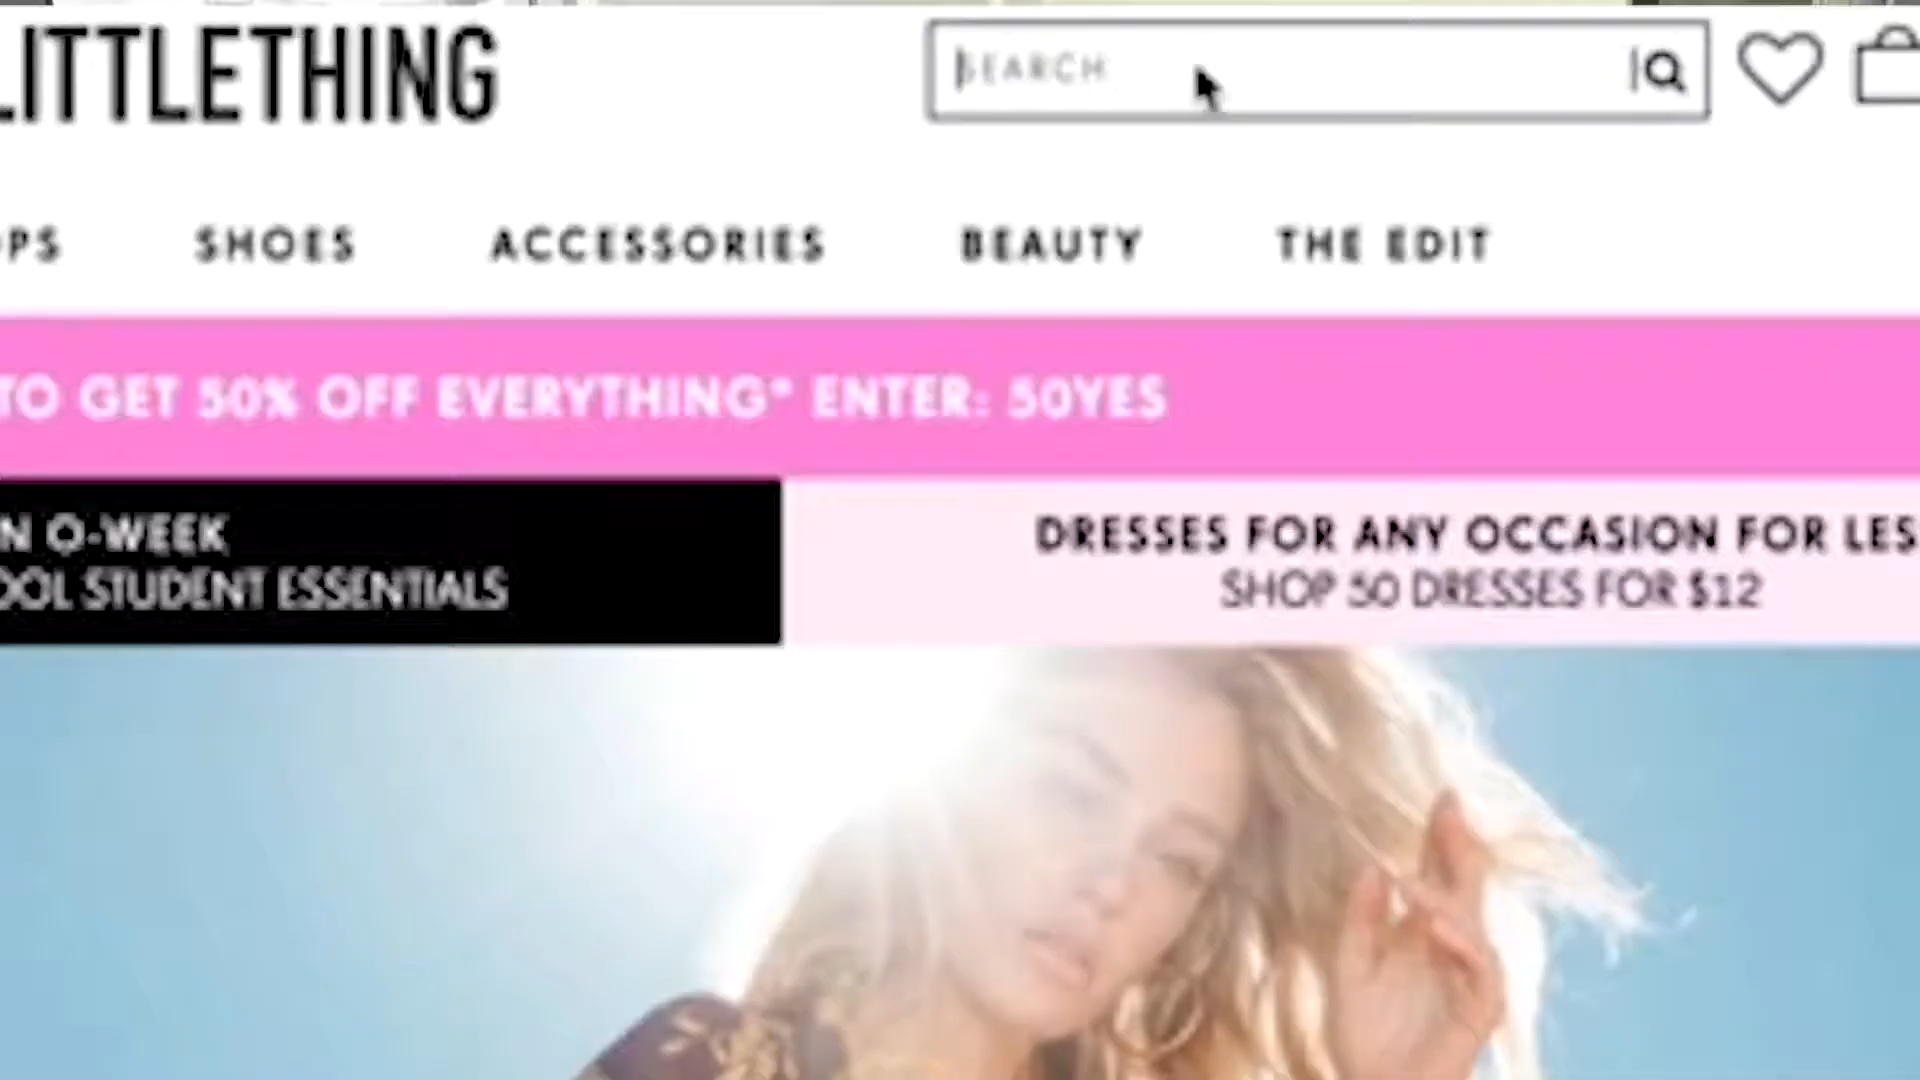 LITTLETHING
SEARCH
PS
SHOES ACCESSORIES BEAUTY THE EDIT
TO GET 50% OFF EVERYTHING* ENTER: 50YES
N O-WEEK
OOL STUDENT ESSENTIALS
DRESSES FOR ANY OCCASION FOR LES
SHOP 50 DRESSES FOR $12